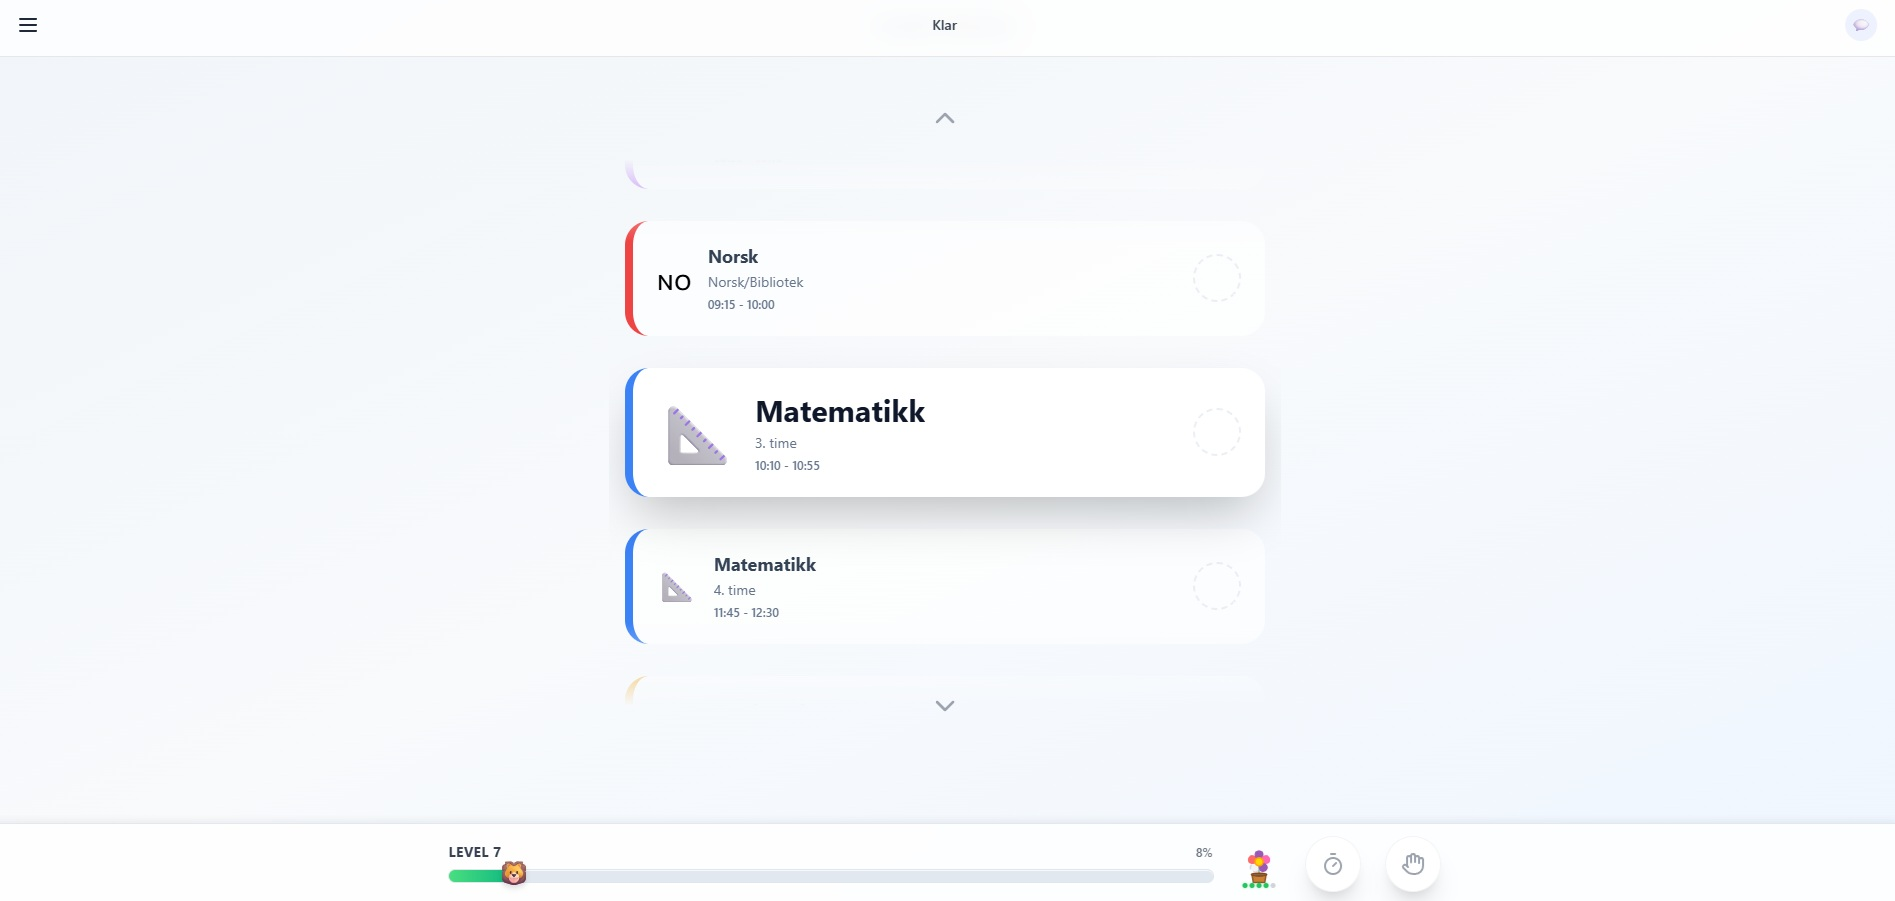 Klar
Norsk
NO
Norsk/Bibliotek
09:15 - 10:00
Matematikk
3. time
10:10 - 10:55
Matematikk
4. time
11:45 - 12:30
LEVEL 7
8%